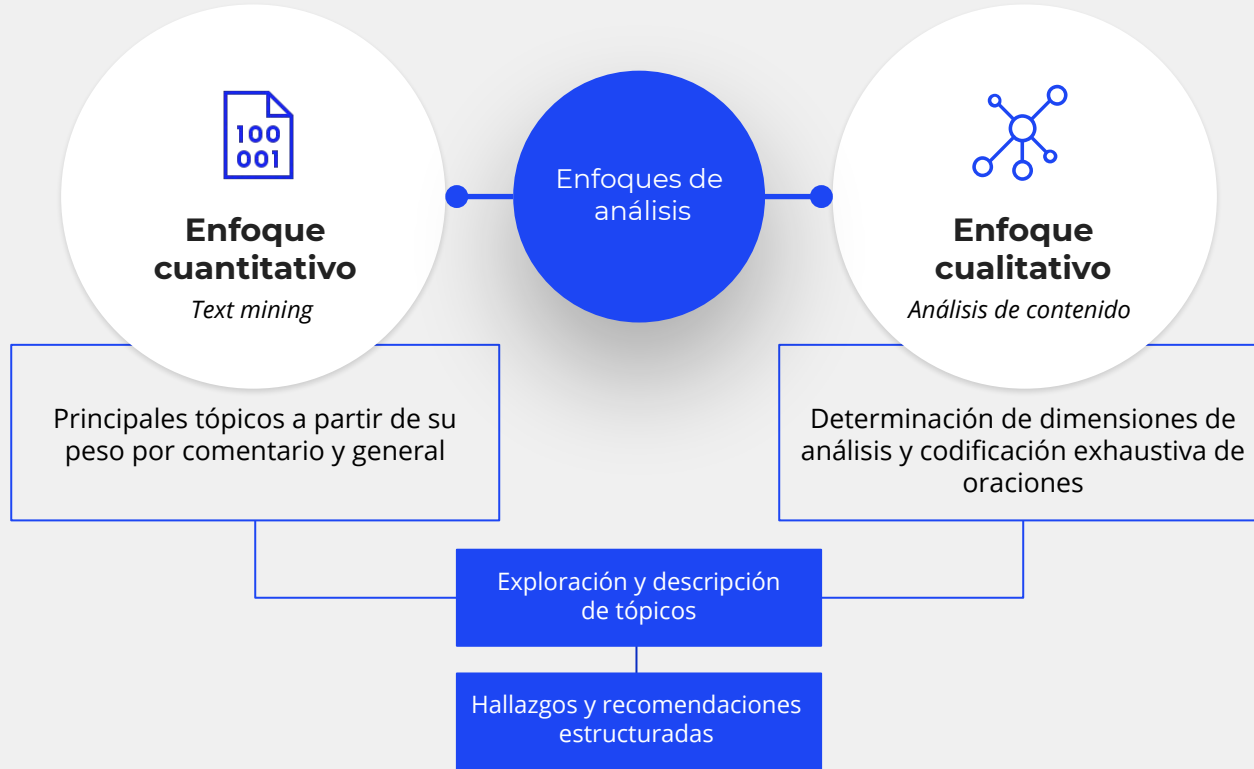 100
001
Enfoque
cuantitativo
Text mining
Enfoques de
análisis
Enfoque
cualitativo
Análisis de contenido
Principales tópicos a partir de su
peso por comentario y general
Determinación de dimensiones de
análisis y codificación exhaustiva de
oraciones
Exploración y descripción
de tópicos
Hallazgos y recomendaciones
estructuradas